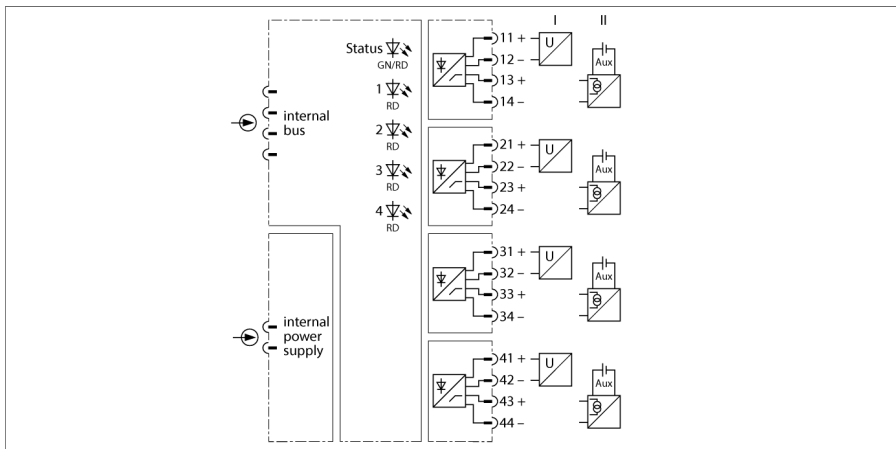 I II
Status
GN/RD
1
RD
2
RD
3
RD
4
RD
internal
bus
internal
power
supply
11 +
12 –
13 +
14 –
U
Aux
21 +
22 –
23 +
24 –
U
Aux
31 +
32 –
33 +
34 –
U
Aux
41 +
42 –
43 +
44 –
U
Aux